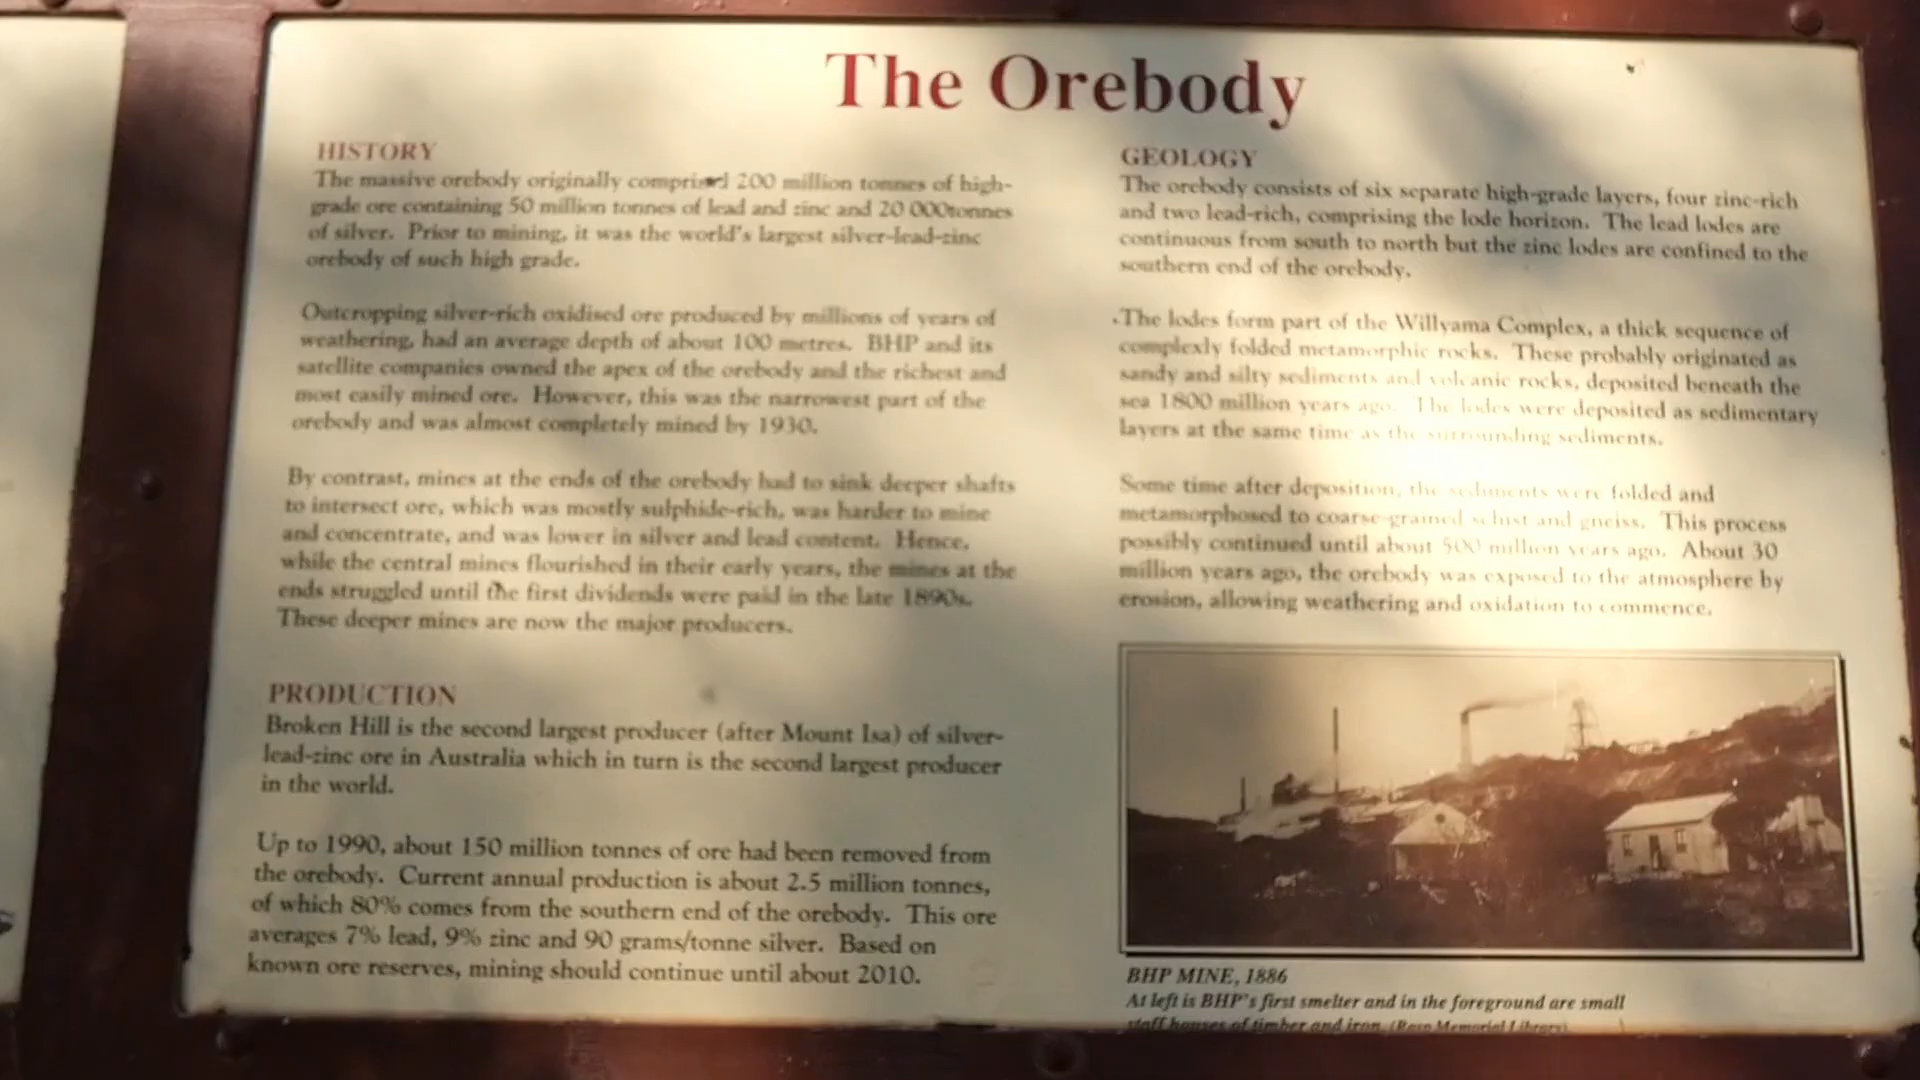 The Orebody
HISTORY
The massive orebody originally comprised 200 million tonnes of high-
grade ore containing 50 million tonnes of lead and zinc and 20 000tonnes
of silver. Prior to mining, it was the world's largest silver-lead-zinc
orebody of such high grade.
Outcropping silver-rich oxidised ore produced by millions of years of
weathering, had an average depth of about 100 metres. BHP and its
satellite companies owned the apex of the orebody and the richest and
most easily mined ore. However, this was the narrowest part of the
orebody and was almost completely mined by 1930.
By contrast, mines at the ends of the orebody had to sink deeper shafts
to intersect ore, which was mostly sulphide-rich, was harder to mine
and concentrate, and was lower in silver and lead content. Hence,
while the central mines flourished in their early years, the mines at the
ends struggled until the first dividends were paid in the late 1890s.
These deeper mines are now the major producers.
PRODUCTION
Broken Hill is the second largest producer (after Mount Isa) of silver-
lead-zinc ore in Australia which in turn is the second largest producer
in the world.
Up to 1990, about 150 million tonnes of ore had been removed from
the orebody. Current annual production is about 2.5 million tonnes,
of which 80% comes from the southern end of the orebody. This ore
averages 7% lead, 9% zinc and 90 grams/tonne silver. Based on
known ore reserves, mining should continue until about 2010.
GEOLOGY
The orebody consists of six separate high-grade layers, four zinc-rich
and two lead-rich, comprising the lode horizon. The lead lodes are
continuous from south to north but the zinc lodes are confined to the
southern end of the orebody.
The lodes form part of the Willyama Complex, a thick sequence of
complexly folded metamorphic rocks. These probably originated as
sandy and silty sediments and volcanic rocks, deposited beneath the
sea 1800 million years ago. The lodes were deposited as sedimentary
layers at the same time as the surrounding sediments.
Some time after deposition, the sediments were folded and
metamorphosed to coarse-grained schist and gneiss. This process
possibly continued until about 500 million years ago. About 30
million years ago, the orebody was exposed to the atmosphere by
erosion, allowing weathering and oxidation to commence.
BHP MINE, 1886
At left is BHP's first smelter and in the foreground are small
staff houses of timber and iron. (Ross Memorial Library)